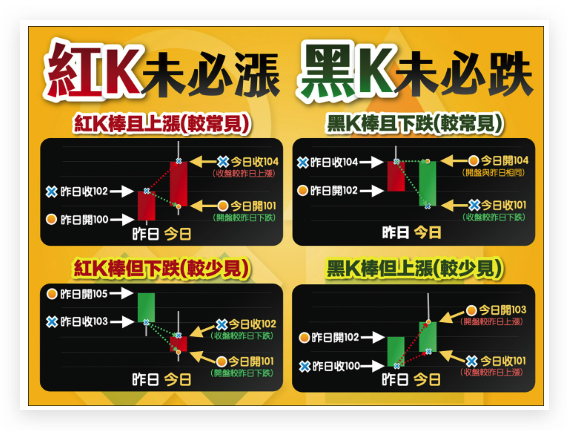 紅K未必漲 黑K未必跌
紅K棒且上漲(較常見)
今日收104
(收盤較昨日上漲)
昨日收102
今日開101
(開盤較昨日下跌)
昨日開100
昨日 今日
黑K棒且下跌(較常見)
昨日收104
今日開104
(開盤與昨日相同)
昨日開102
今日收101
(收盤較昨日下跌)
昨日 今日
紅K棒但下跌(較少見)
昨日開105
昨日收103
今日收102
(收盤較昨日下跌)
今日開101
(開盤較昨日下跌)
昨日 今日
黑K棒但上漲(較少見)
今日開103
(開盤較昨日上漲)
昨日開102
今日收101
(收盤較昨日上漲)
昨日收100
昨日 今日